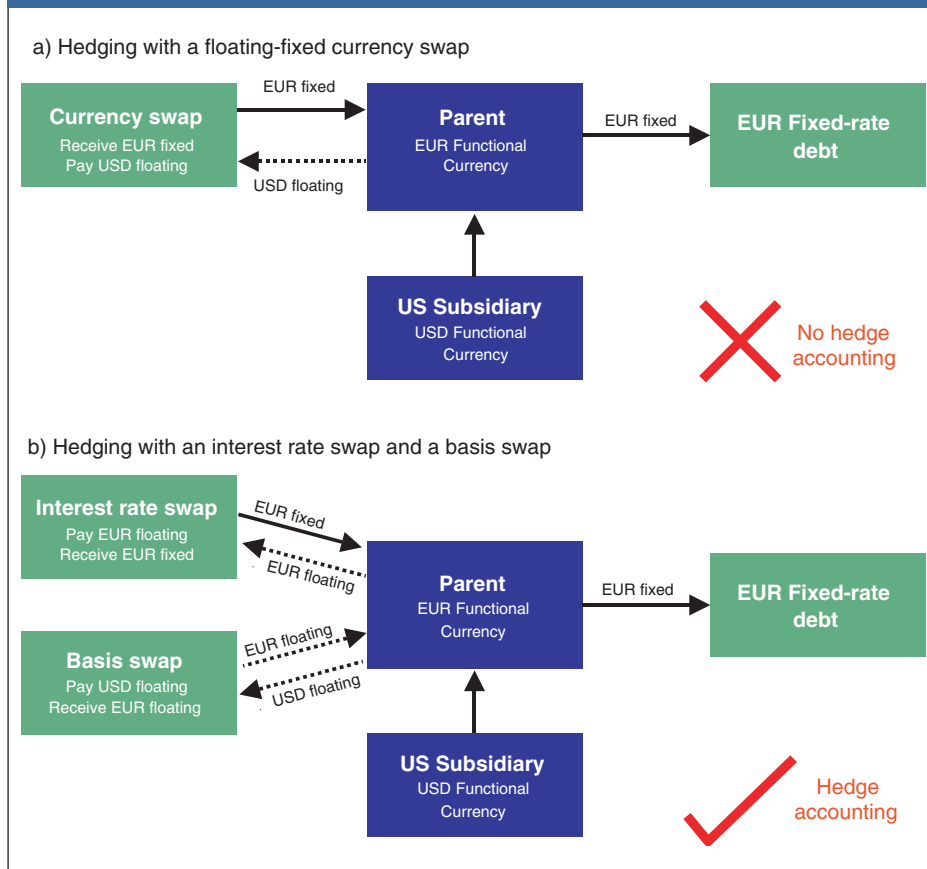 a) Hedging with a floating-fixed currency swap
EUR fixed
Currency swap
Receive EUR fixed
Pay USD floating
USD floating
Parent
EUR Functional
Currency
EUR fixed
EUR Fixed-rate
debt
US Subsidiary
USD Functional
Currency
No hedge
accounting
b) Hedging with an interest rate swap and a basis swap
Interest rate swap
Pay EUR floating
Receive EUR fixed
EUR fixed
EUR floating
Parent
EUR Functional
Currency
EUR fixed
EUR Fixed-rate
debt
Basis swap
Pay USD floating
Receive EUR floating
EUR floating
USD floating
US Subsidiary
USD Functional
Currency
Hedge
accounting